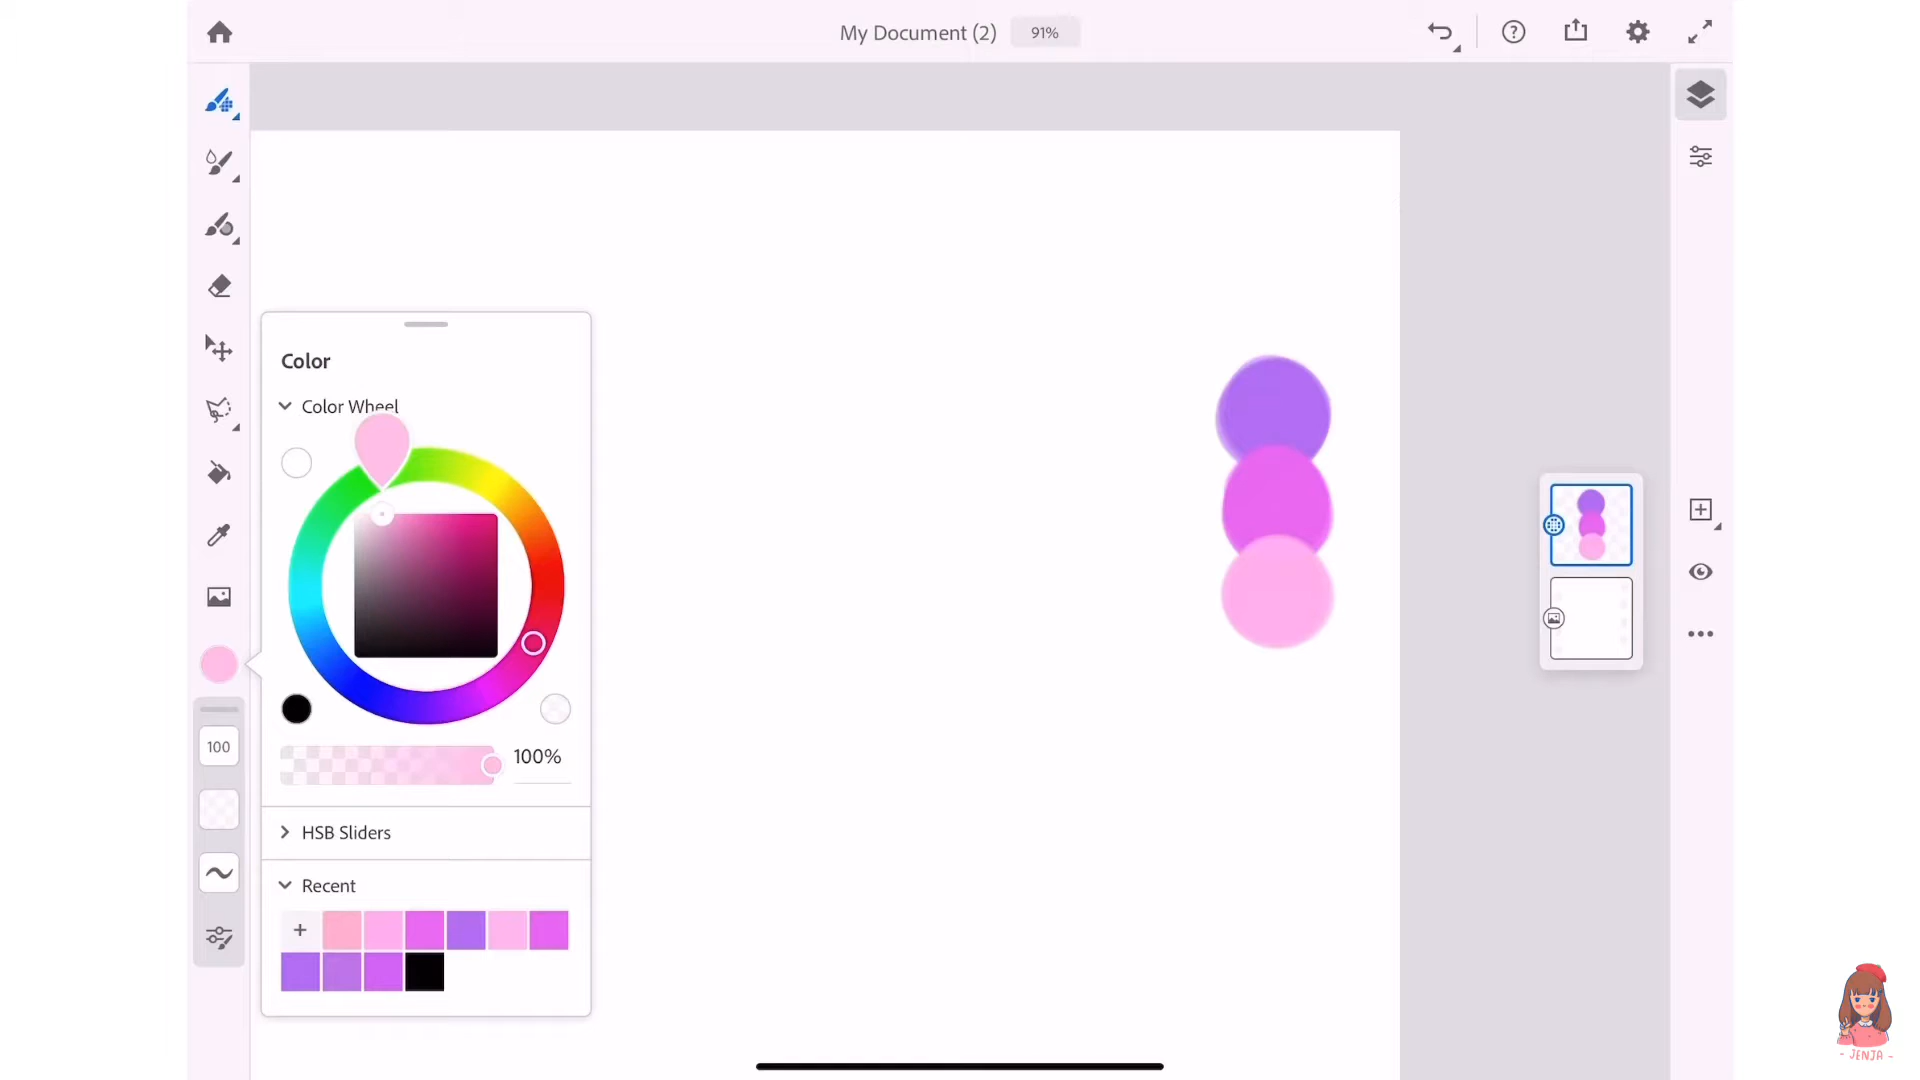 My Document (2)
91%
Color
Color Wheel
100
100%
HSB Sliders
Recent
- JENJA -